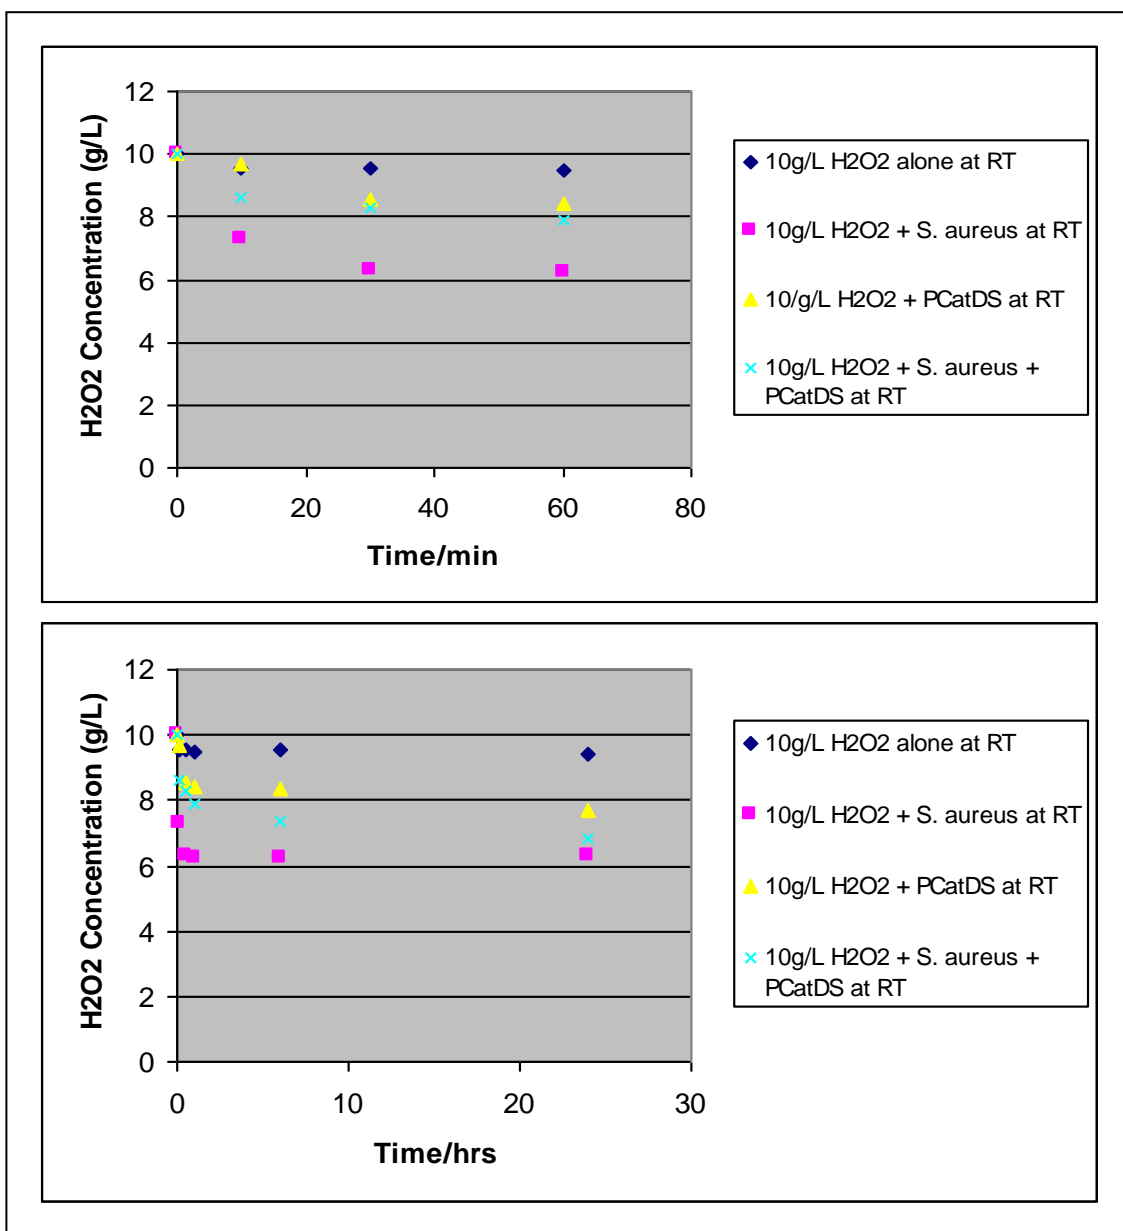 12
10
8
6
4
2
0
H2O2 Concentration (g/L)
0 20 40 60 80
Time/min
10g/L H2O2 alone at RT
10g/L H2O2 + S. aureus at RT
10/g/L H2O2 + PCatDS at RT
10g/L H2O2 + S. aureus +
PCatDS at RT
12
10
8
6
4
2
0
H2O2 Concentration (g/L)
0 10 20 30
Time/hrs
10g/L H2O2 alone at RT
10g/L H2O2 + S. aureus at RT
10g/L H2O2 + PCatDS at RT
10g/L H2O2 + S. aureus +
PCatDS at RT